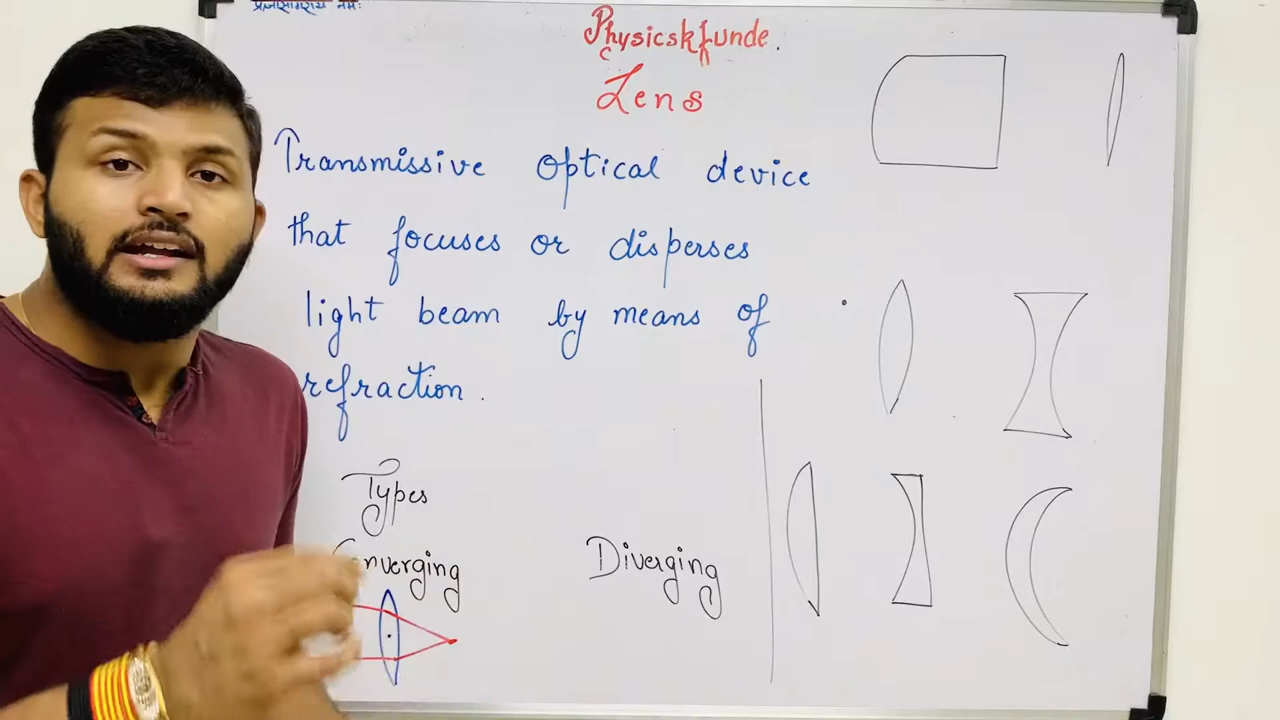 Physicskfunde.
Lens
Transmissive optical device
that focuses or disperses
light beam by means of
refraction.
Types
Converging
Diverging